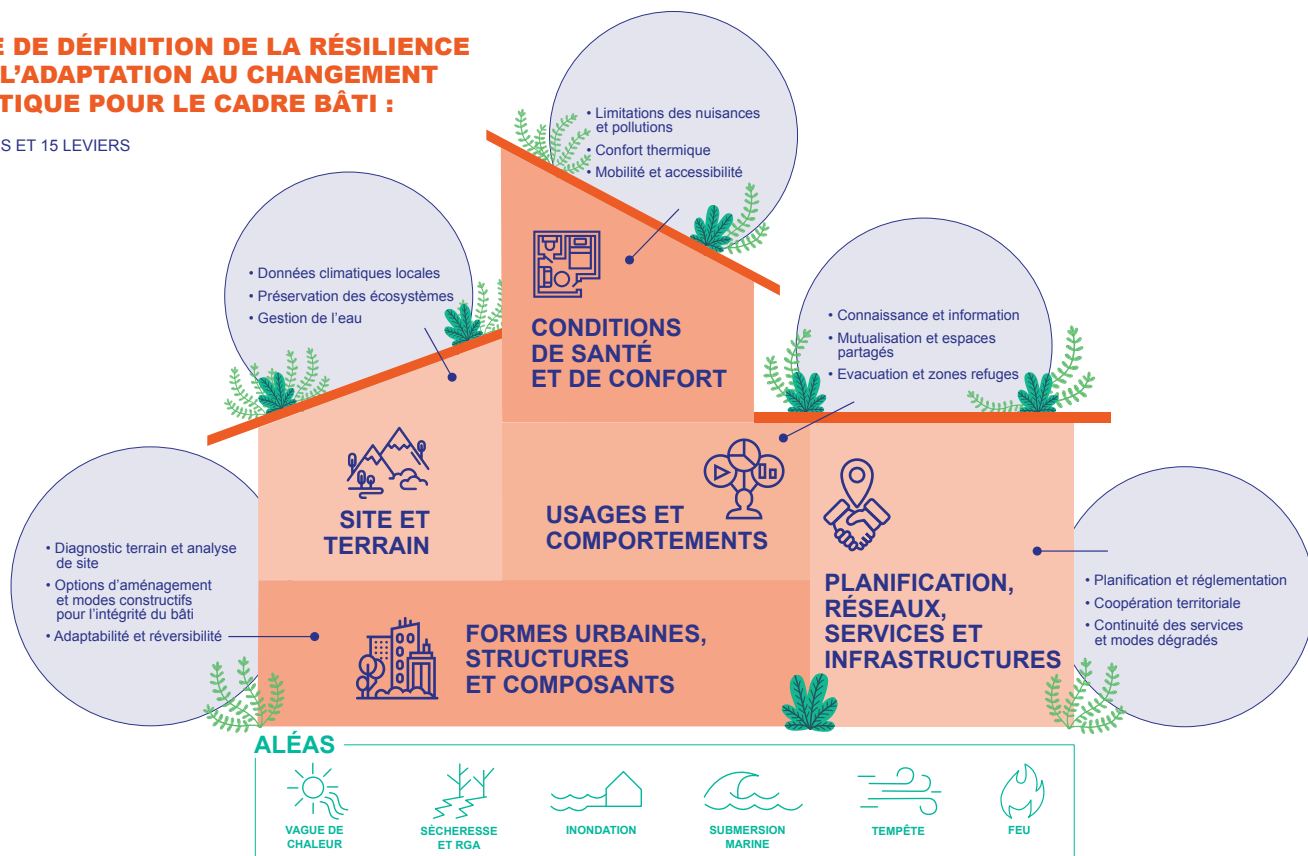 E DE DÉFINITION DE LA RÉSILIENCE
L'ADAPTATION AU CHANGEMENT
TIQUE POUR LE CADRE BÂTI :
S ET 15 LEVIERS
• Limitations des nuisances
et pollutions
• Confort thermique
• Mobilité et accessibilité
• Données climatiques locales
• Préservation des écosystèmes
• Gestion de l'eau
CONDITIONS
DE SANTÉ
ET DE CONFORT
• Connaissance et information
• Mutualisation et espaces
partagés
• Evacuation et zones refuges
SITE ET
TERRAIN
USAGES ET
COMPORTEMENTS
• Diagnostic terrain et analyse
de site
• Options d'aménagement
et modes constructifs
pour l'intégrité du bâti
• Adaptabilité et réversibilité
FORMES URBAINES,
STRUCTURES
ET COMPOSANTS
PLANIFICATION,
RÉSEAUX,
SERVICES ET
INFRASTRUCTURES
• Planification et réglementation
• Coopération territoriale
• Continuité des services
et modes dégradés
ALÉAS
VAGUE DE
CHALEUR
SÈCHERESSE
ET RGA
INONDATION
SUBMERSION
MARINE
TEMPÊTE
FEU